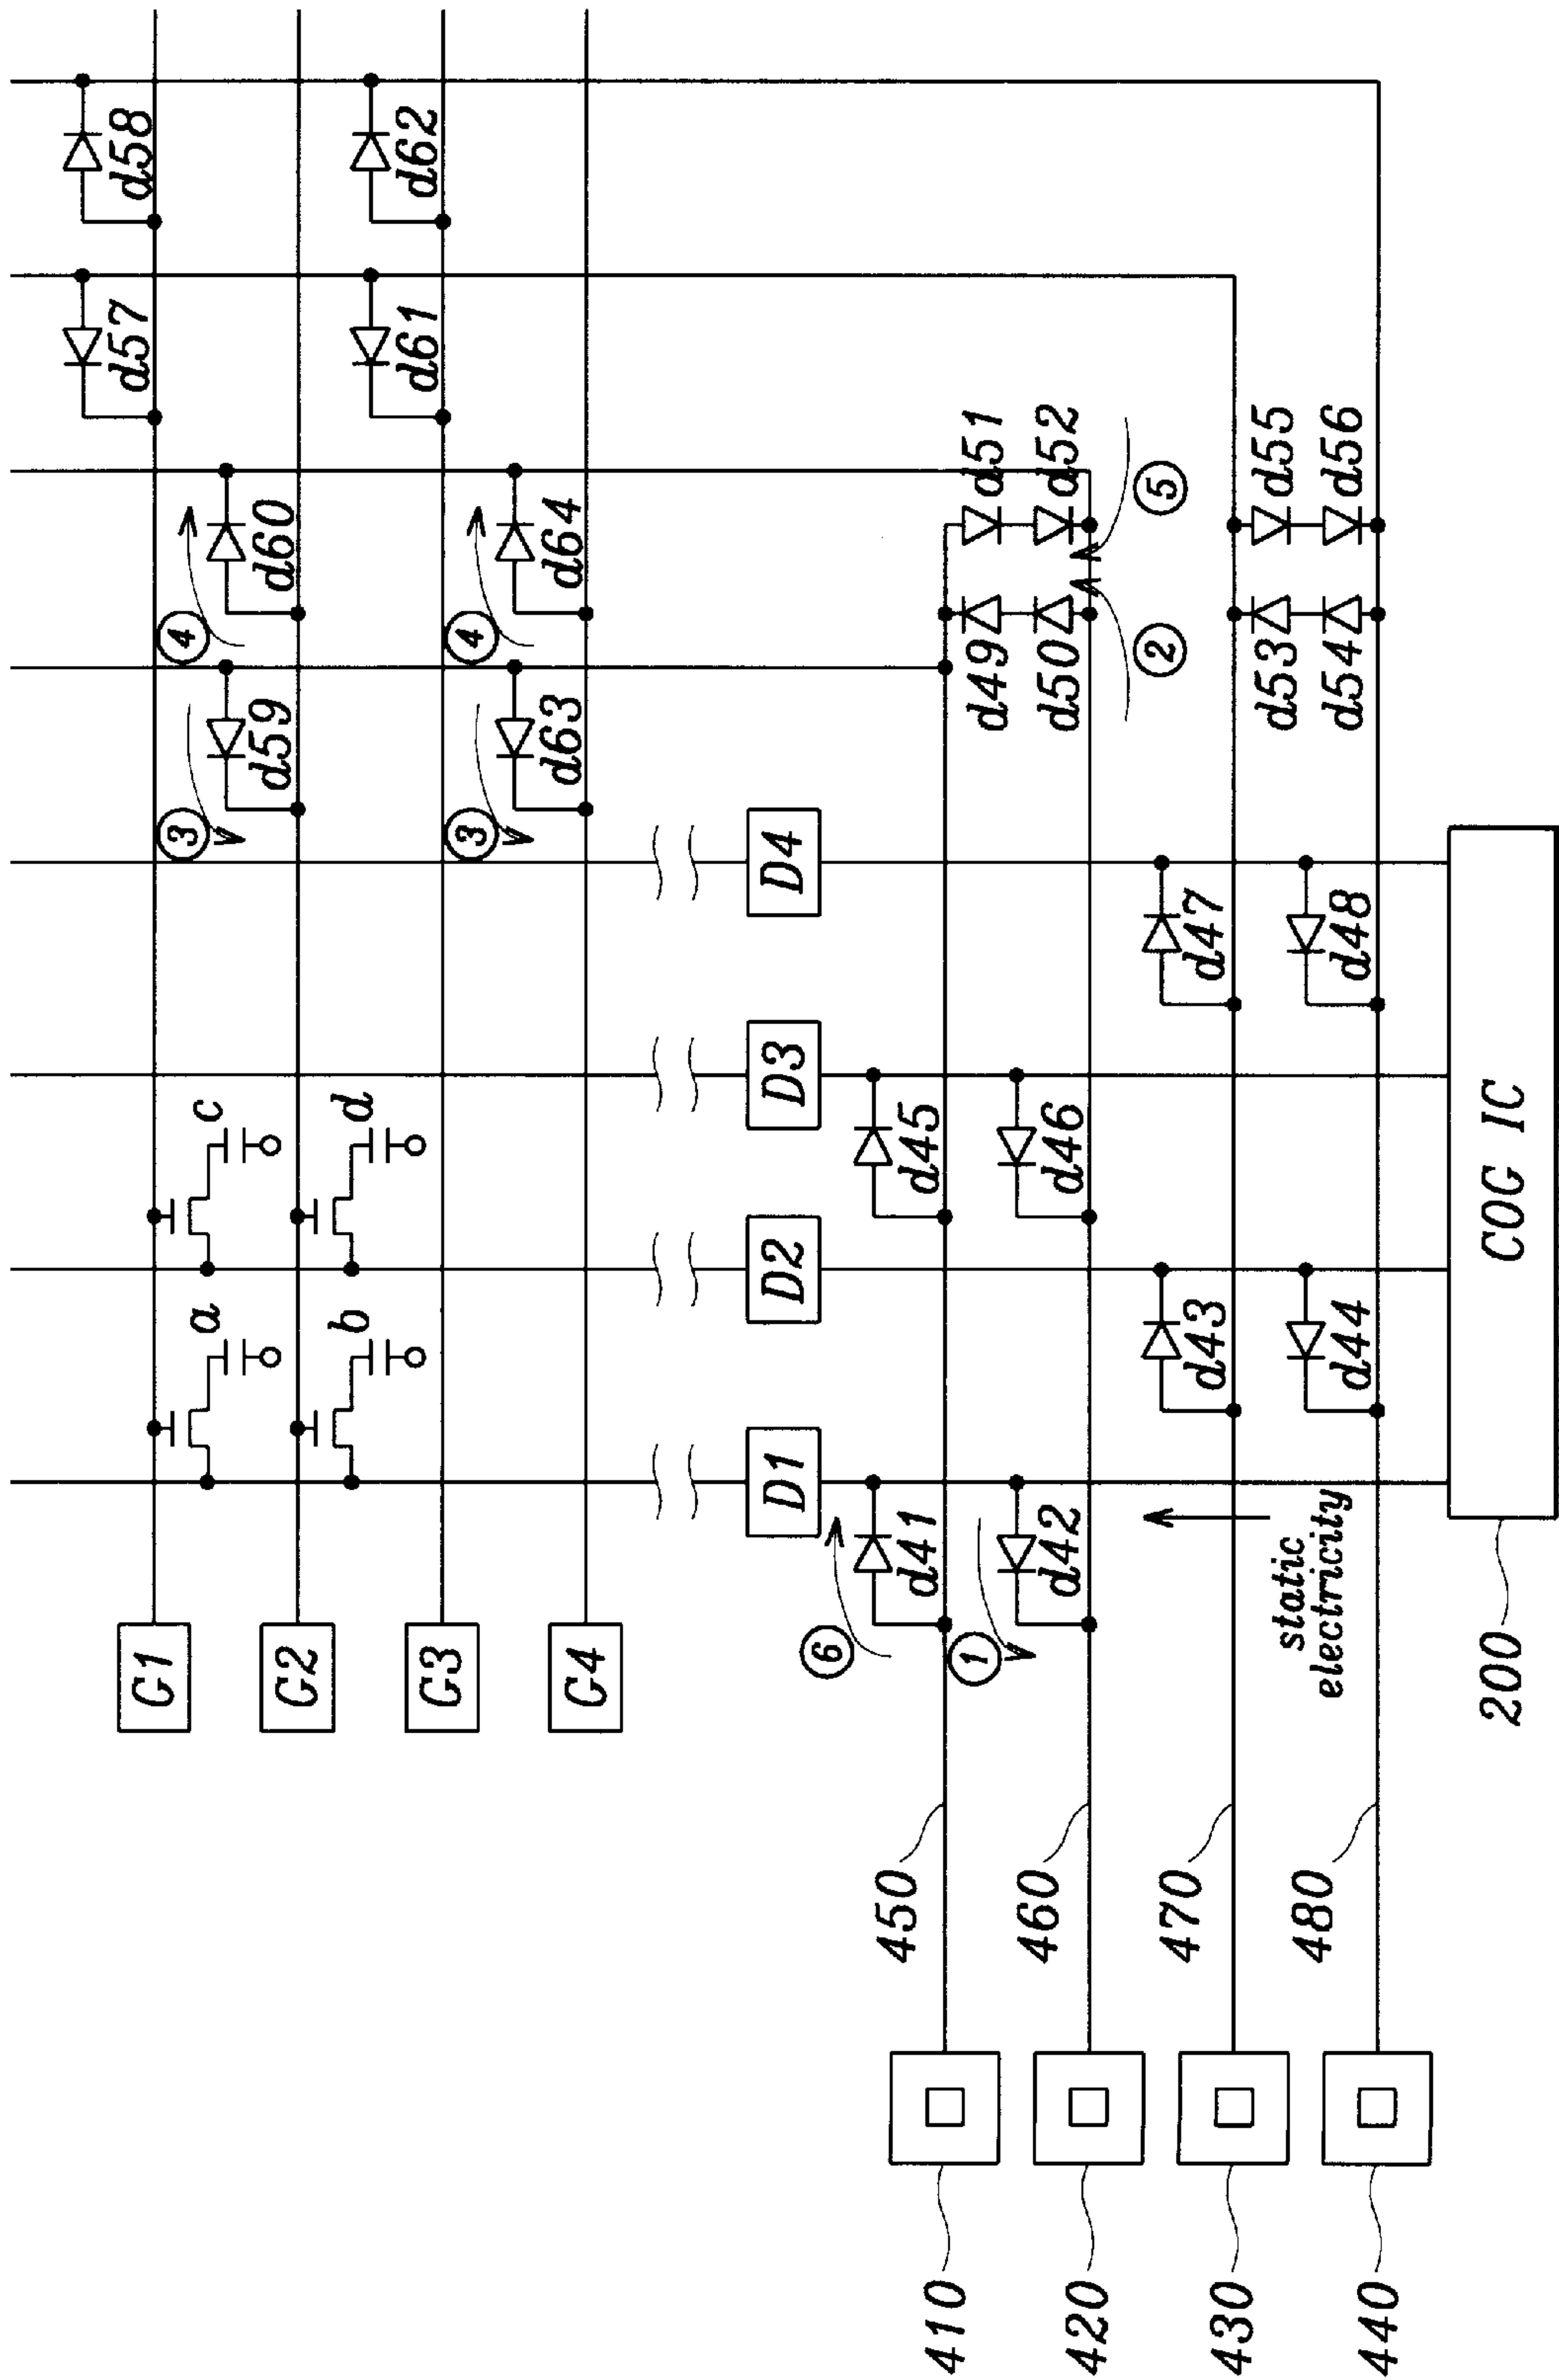 G1
G2
G3
G4
a
b
c
d
d57
d58
d59
d60
d61
d62
d63
d64
③
④
③
④
D1
D2
D3
D4
⑥
①
d41
d42
d43
d44
d45
d46
d47
d48
d49
d50
d51
d52
②
⑤
d53
d54
d55
d56
static
electricity
COG IC
200
450
460
470
480
410
420
430
440